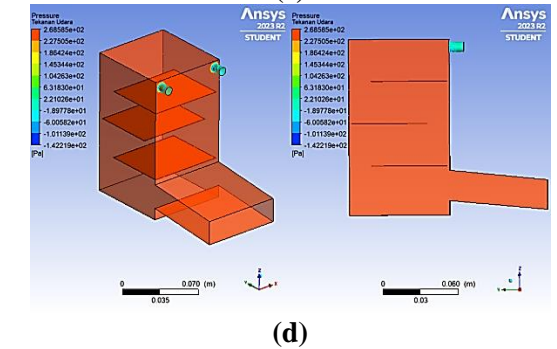 Pressure
Tekanan Udara
2.68585e+02
2.27505e+02
1.86424e+02
1.45344e+02
1.04263e+02
6.31830e+01
2.21026e+01
-1.89778e+01
-6.00582e+01
-1.01139e+02
-1.42219e+02
[Pa]
Ansys
2023 R2
STUDENT
0
0.070 (m)
0.035
Pressure
Tekanan Udara
2.68585e+02
2.27505e+02
1.86424e+02
1.45344e+02
1.04263e+02
6.31830e+01
2.21026e+01
-1.89778e+01
-6.00582e+01
-1.01139e+02
-1.42219e+02
[Pa]
Ansys
2023 R2
STUDENT
0
0.060 (m)
0.03
(d)